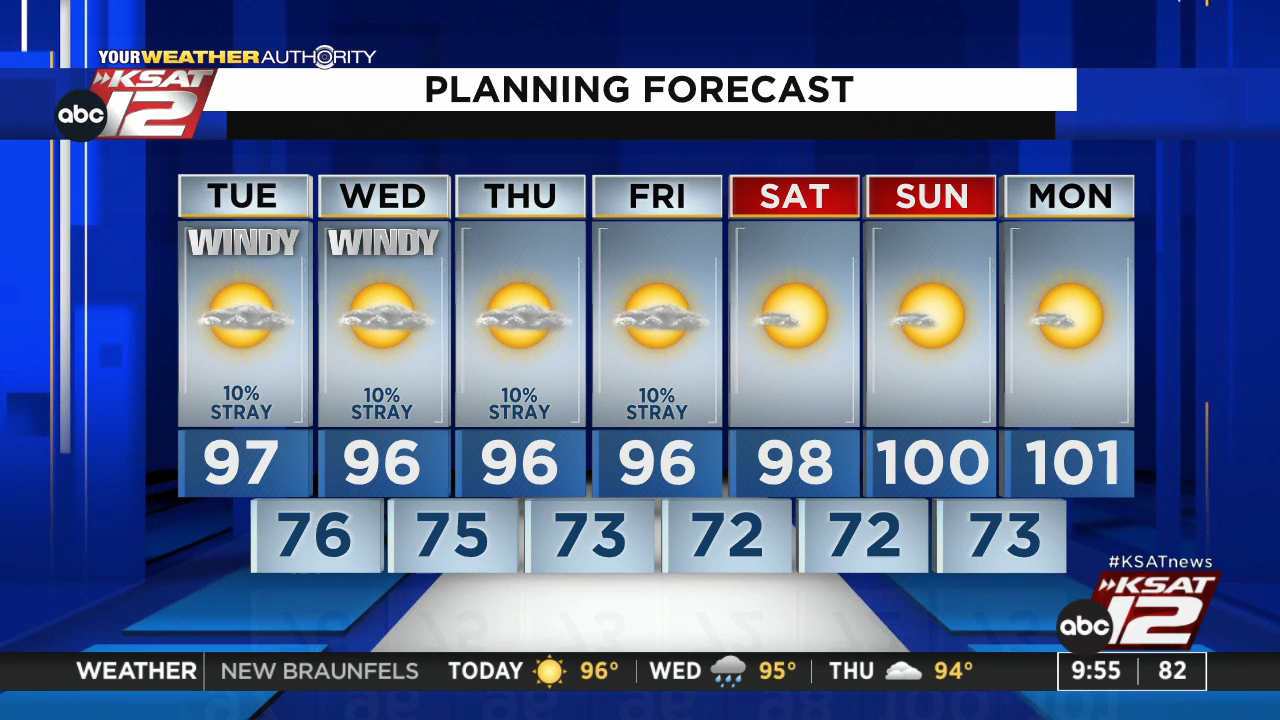 YOURWEATHERAUTHORITY
KSAT
abc 12
PLANNING FORECAST
TUE WED THU FRI SAT SUN MON
WINDY WINDY
10% 10% 10% 10%
STRAY STRAY STRAY STRAY
97 96 96 96 98 100 101
76 75 73 72 72 73
#KSATnews
KSAT
abc 12
WEATHER NEW BRAUNFELS TODAY 96° WED 95° THU 94° 9:55 82